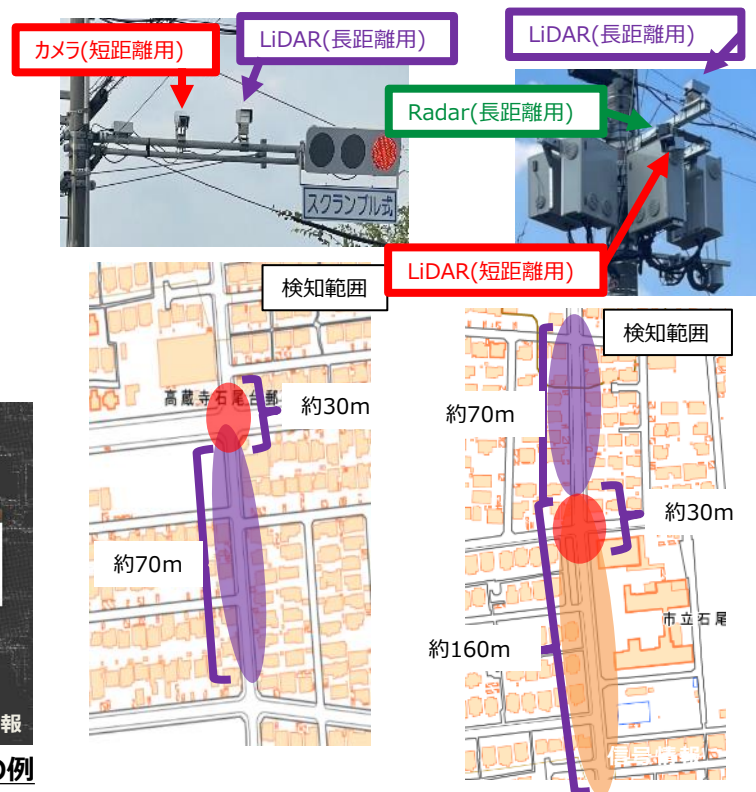 カメラ(短距離用)
LiDAR(長距離用)
LiDAR(長距離用)
Radar(長距離用)
スクランブル式
LiDAR(短距離用)
検知範囲
検知範囲
高蔵寺石尾台郵
約30m
約70m
約70m
約30m
市立石尾
約160m
信号情報
報
の例